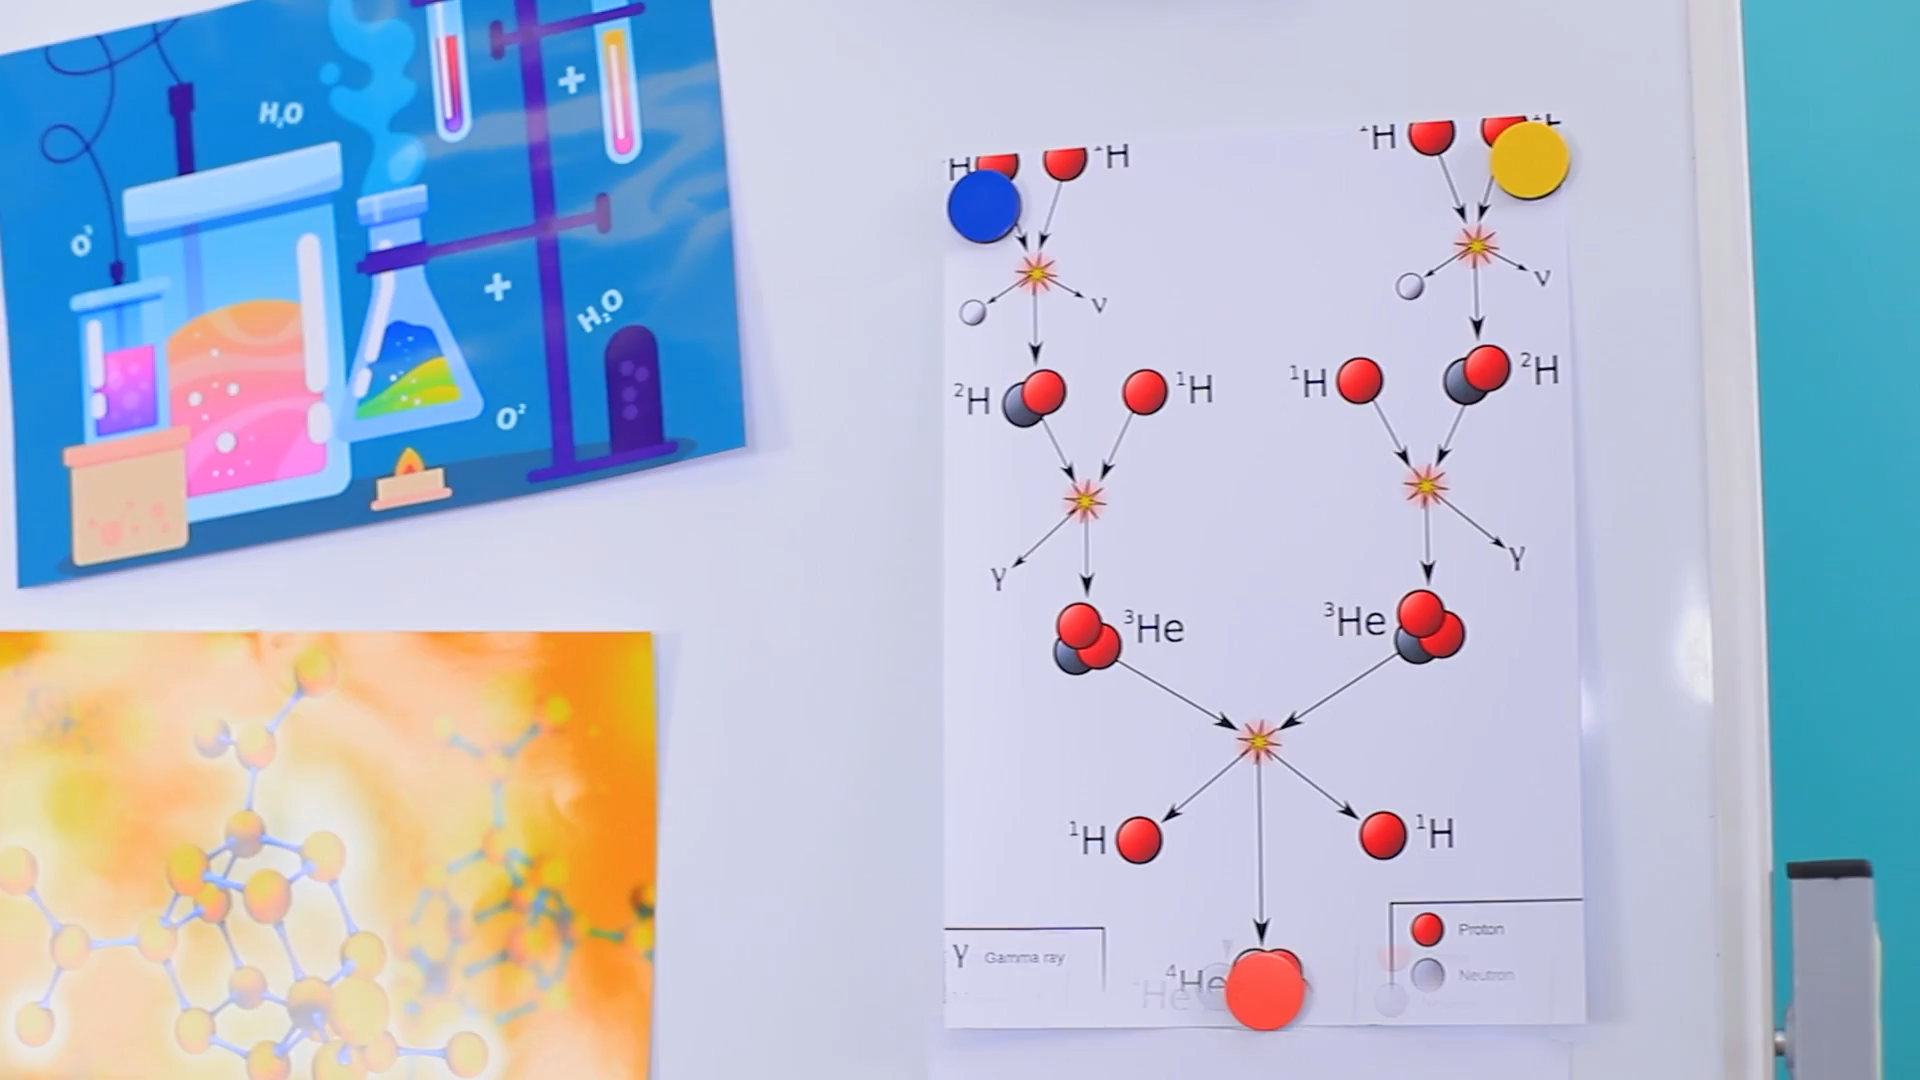 H₂O
+
O³
+
H₂O
O²
H ¹H
¹H
ν
ν
²H ¹H
¹H ²H
γ
γ
³He
³He
¹H
¹H
γ Gamma ray
⁴He
Proton
Neutron